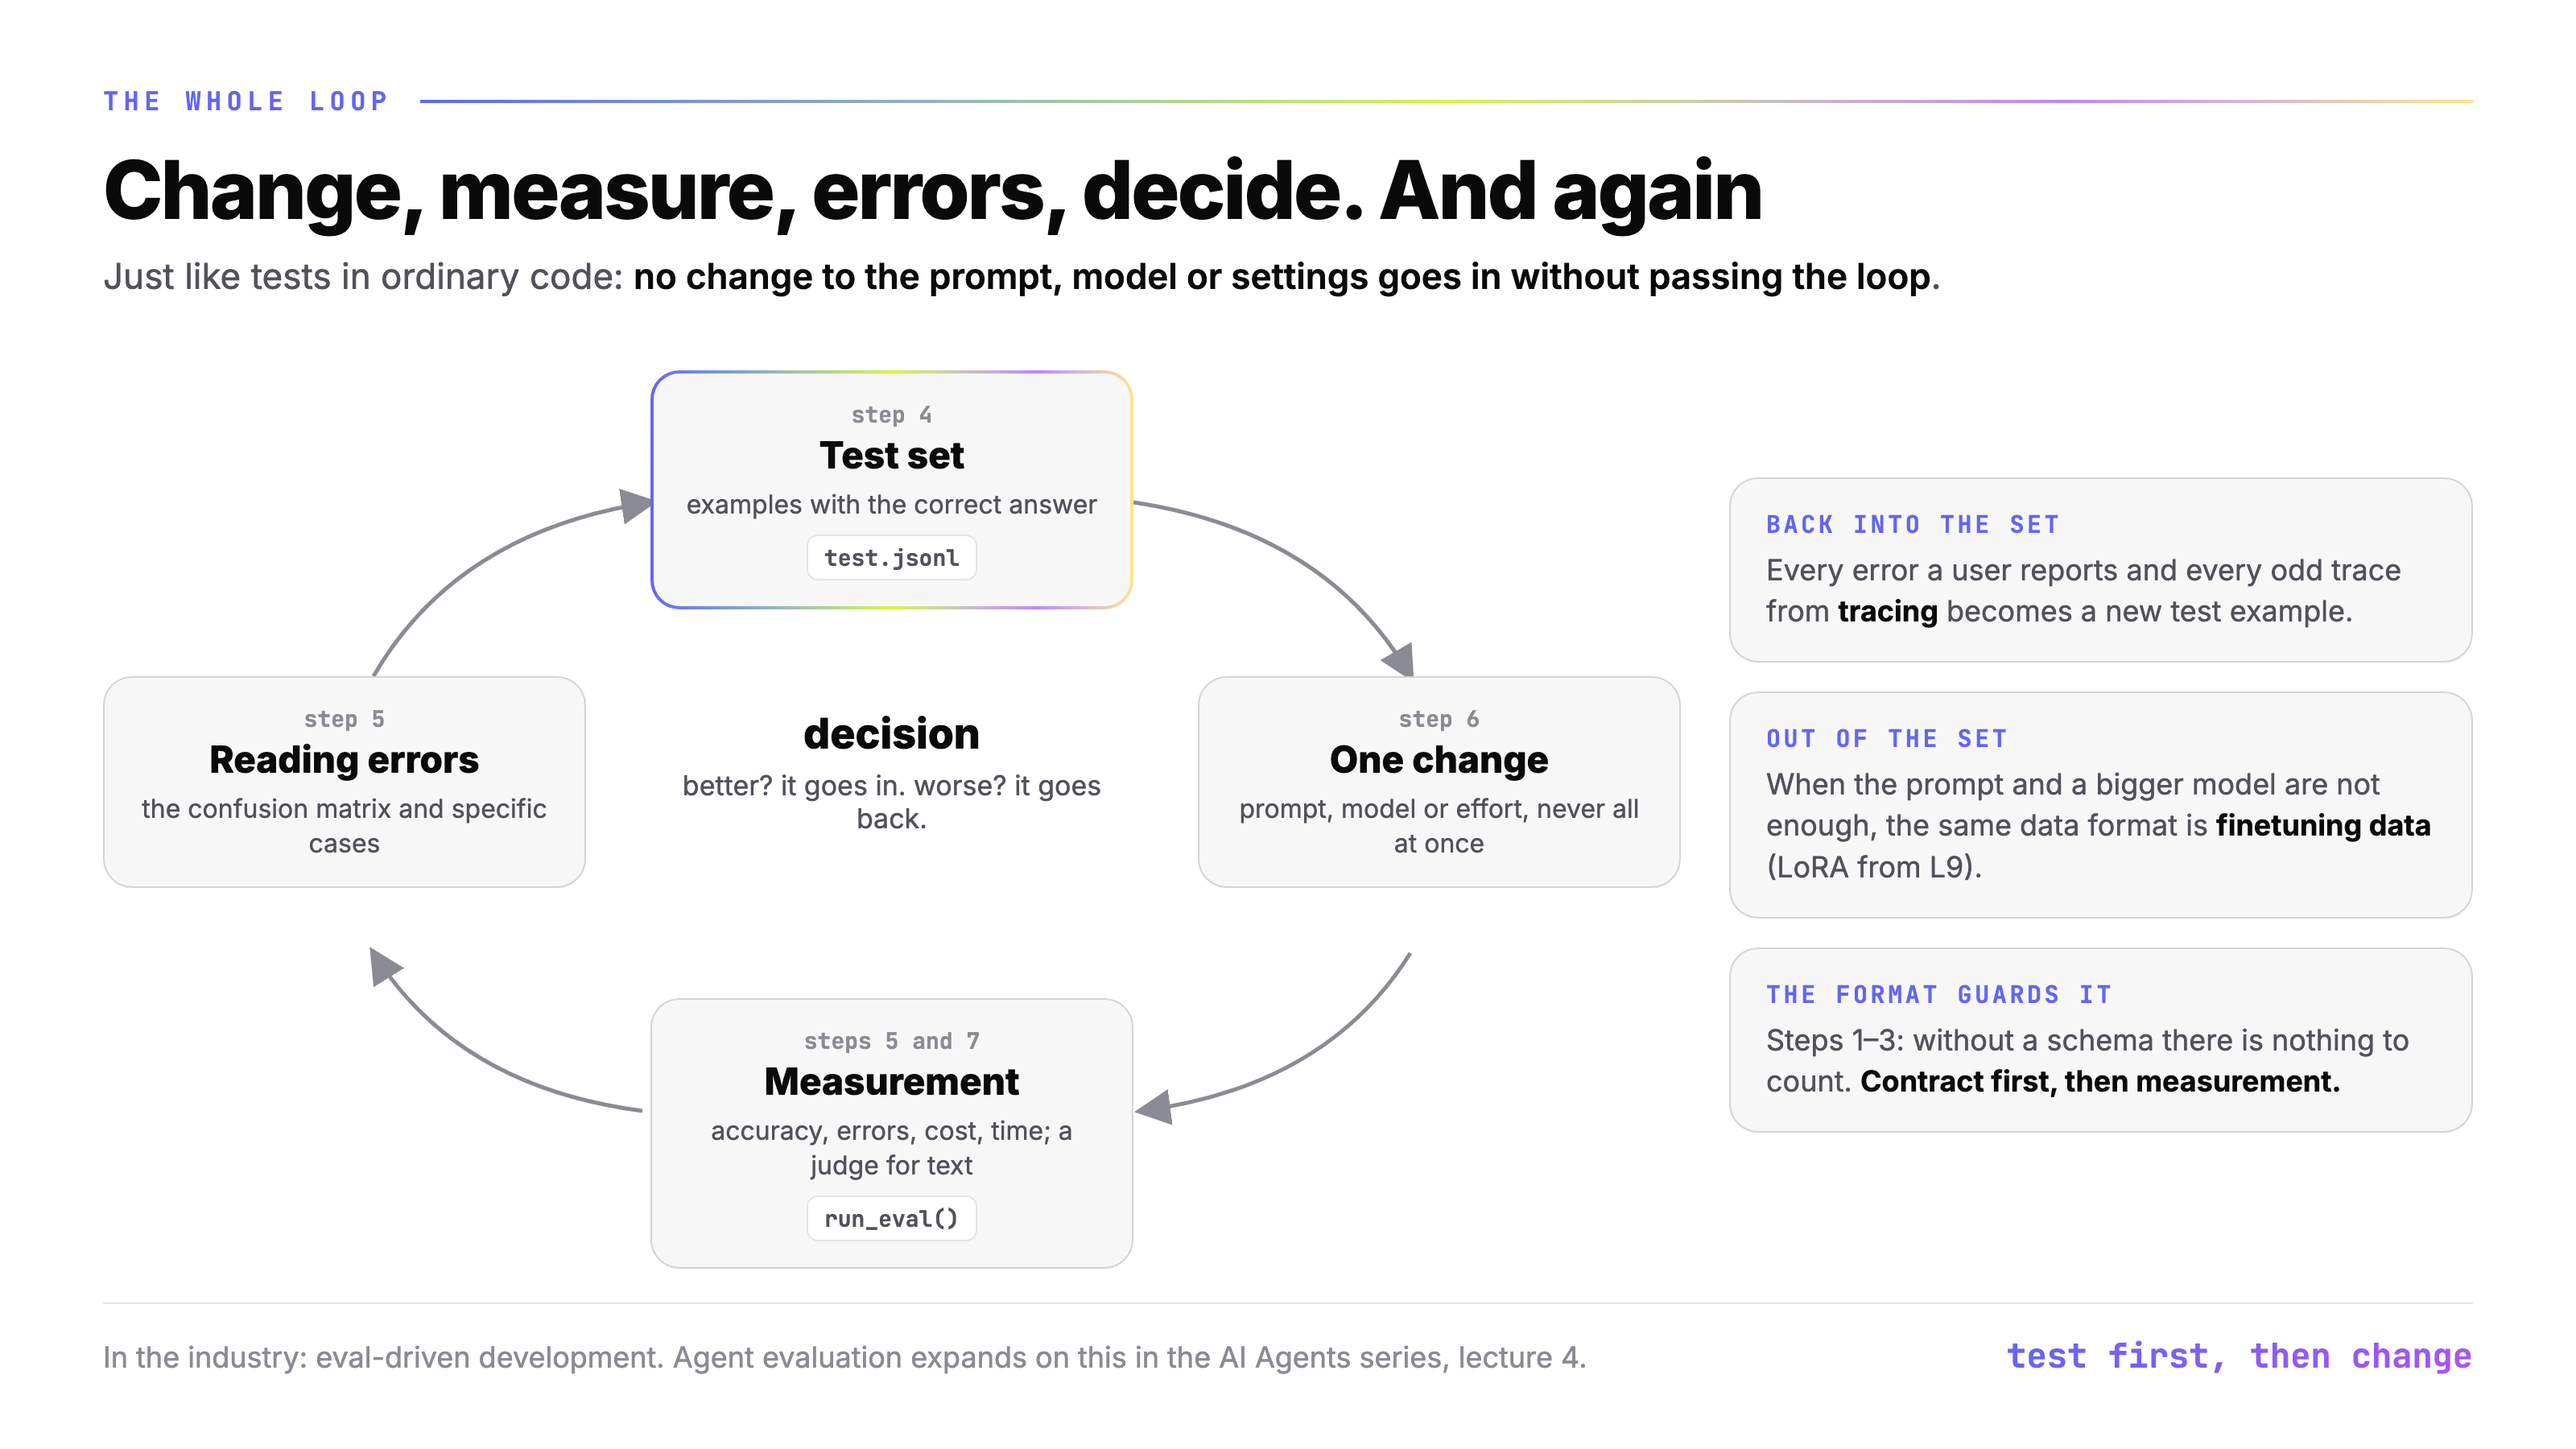 THE WHOLE LOOP
Change, measure, errors, decide. And again
Just like tests in ordinary code: no change to the prompt, model or settings goes in without passing the loop.
step 4
Test set
examples with the correct answer
test.jsonl
step 5
Reading errors
the confusion matrix and specific
cases
decision
better? it goes in. worse? it goes
back.
step 6
One change
prompt, model or effort, never all
at once
steps 5 and 7
Measurement
accuracy, errors, cost, time; a
judge for text
run_eval()
BACK INTO THE SET
Every error a user reports and every odd trace
from tracing becomes a new test example.
OUT OF THE SET
When the prompt and a bigger model are not
enough, the same data format is finetuning data
(LoRA from L9).
THE FORMAT GUARDS IT
Steps 1–3: without a schema there is nothing to
count. Contract first, then measurement.
In the industry: eval-driven development. Agent evaluation expands on this in the AI Agents series, lecture 4.
test first, then change